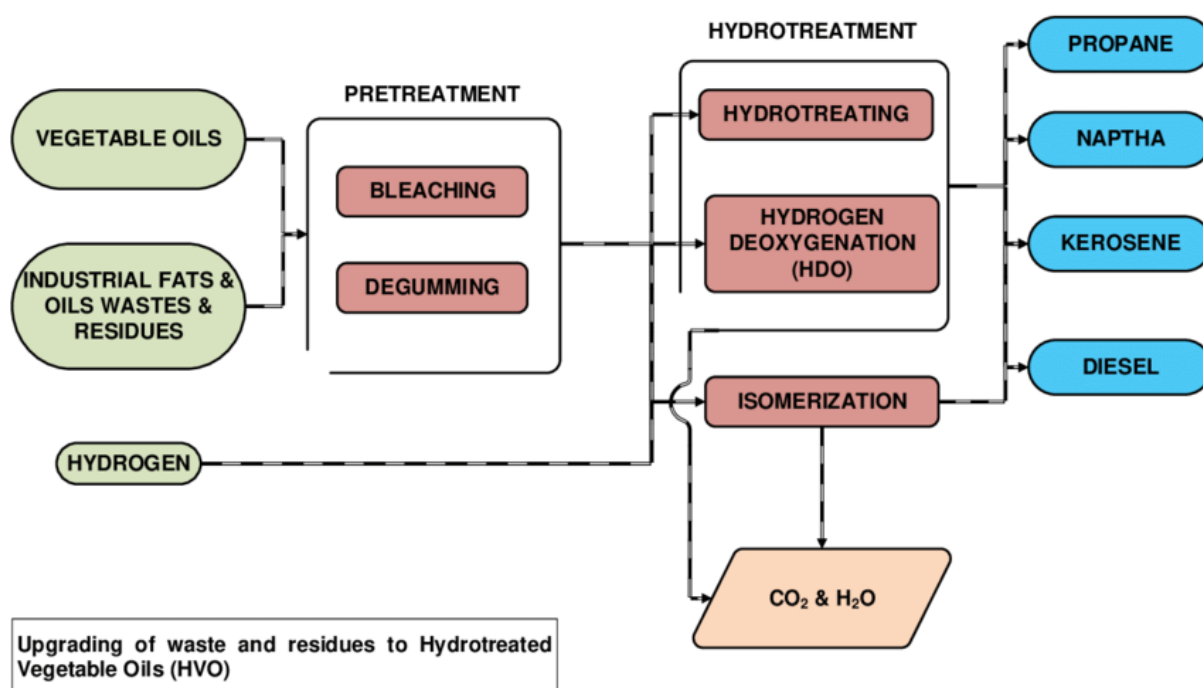 HYDROTREATMENT
PROPANE
PRETREATMENT
VEGETABLE OILS
HYDROTREATING
NAPTHA
BLEACHING
HYDROGEN
DEOXYGENATION
(HDO)
KEROSENE
INDUSTRIAL FATS &
OILS WASTES &
RESIDUES
DEGUMMING
DIESEL
ISOMERIZATION
HYDROGEN
CO₂ & H₂O
Upgrading of waste and residues to Hydrotreated
Vegetable Oils (HVO)